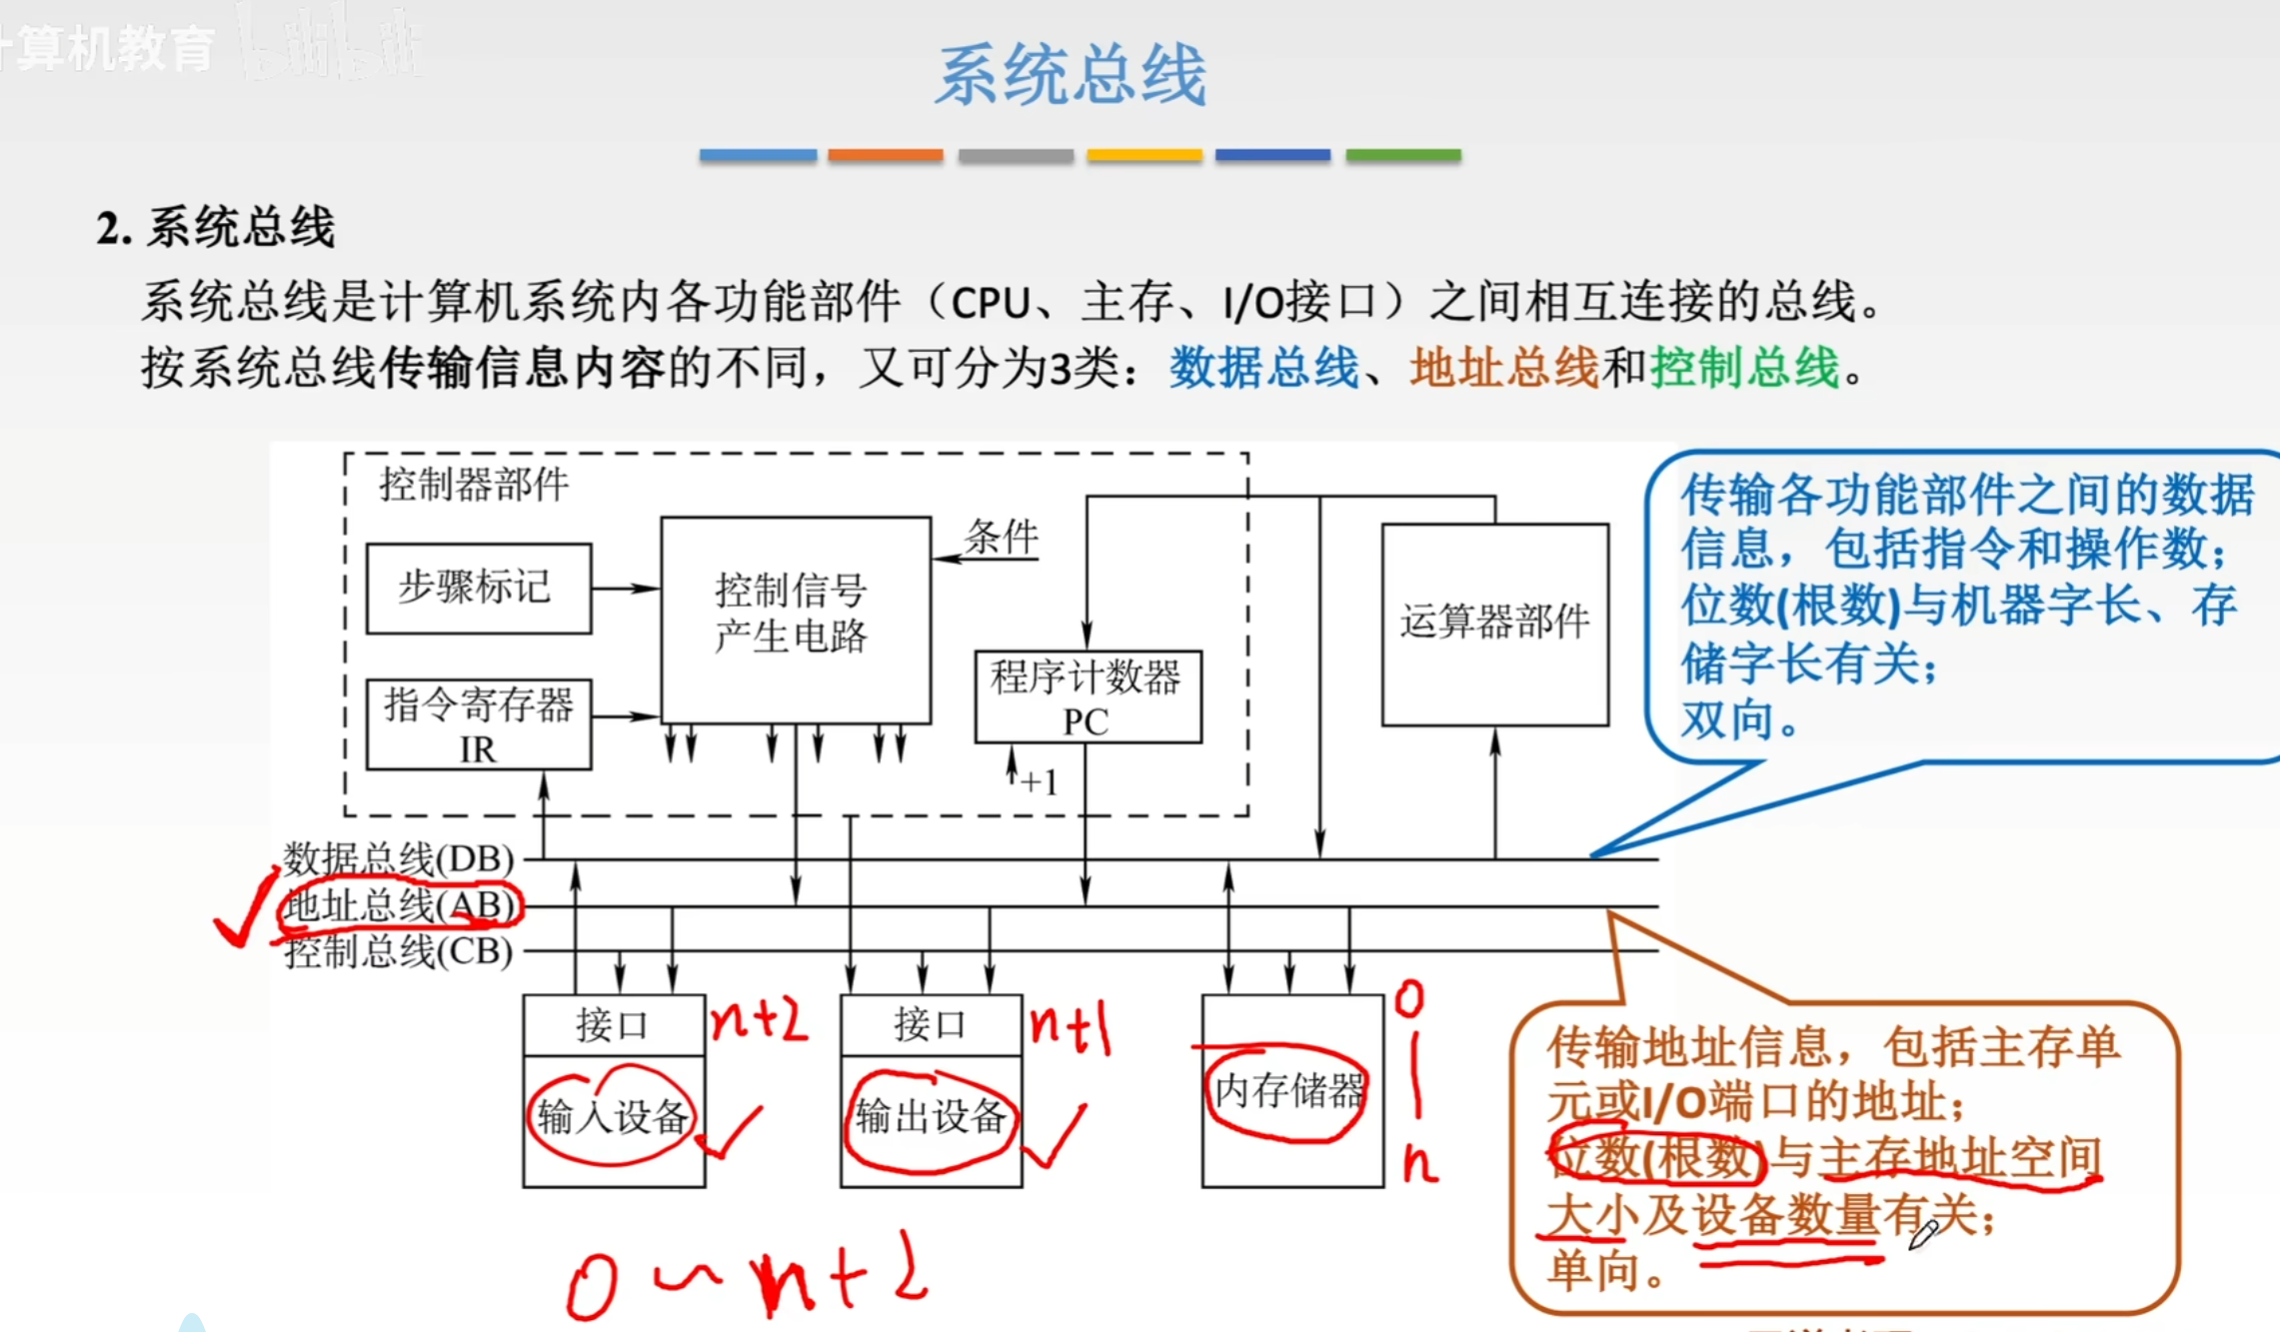 计算机教育 bilibili
系统总线
2. 系统总线
系统总线是计算机系统内各功能部件（CPU、主存、I/O接口）之间相互连接的总线。
按系统总线传输信息内容的不同，又可分为3类：数据总线、地址总线和控制总线。
控制器部件
步骤标记
控制信号
产生电路
条件
指令寄存器
IR
程序计数器
PC
+1
运算器部件
传输各功能部件之间的数据
信息，包括指令和操作数；
位数(根数)与机器字长、存
储字长有关；
双向。
数据总线(DB)
地址总线(AB)
控制总线(CB)
接口
n+2
输入设备
接口
n+1
输出设备
内存储器
0
n
传输地址信息，包括主存单
元或I/O端口的地址；
位数(根数)与主存地址空间
大小及设备数量有关；
单向。
0 ~ n+2